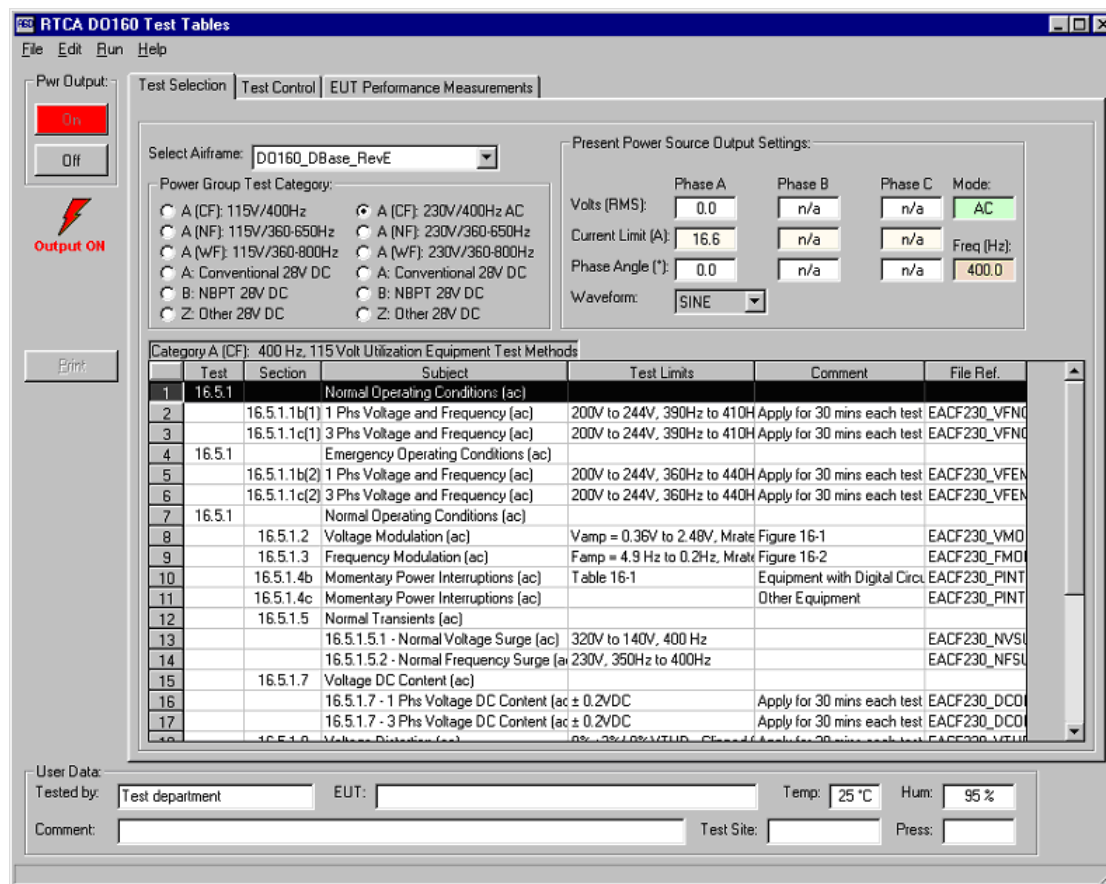 RTCA DO160 Test Tables
File Edit Run Help
Pwr Output:
On
Off
Output ON
Print
Test Selection Test Control EUT Performance Measurements
Select Airframe: DO160_DBase_RevE
Power Group Test Category:
A (CF): 115V/400Hz A (CF): 230V/400Hz AC
A (NF): 115V/360-650Hz A (NF): 230V/360-650Hz
A (WF): 115V/360-800Hz A (WF): 230V/360-800Hz
A: Conventional 28V DC A: Conventional 28V DC
B: NBPT 28V DC B: NBPT 28V DC
Z: Other 28V DC Z: Other 28V DC
Present Power Source Output Settings:
Phase A Phase B Phase C Mode:
Volts (RMS): 0.0 n/a n/a AC
Current Limit (A): 16.6 n/a n/a Freq (Hz):
Phase Angle (°): 0.0 n/a n/a 400.0
Waveform: SINE
Category A (CF): 400 Hz, 115 Volt Utilization Equipment Test Methods
Test Section Subject Test Limits Comment File Ref.
1 16.5.1 Normal Operating Conditions (ac)
2 16.5.1.1b(1) 1 Phs Voltage and Frequency (ac) 200V to 244V, 390Hz to 410H Apply for 30 mins each test EACF230_VFNO
3 16.5.1.1c(1) 3 Phs Voltage and Frequency (ac) 200V to 244V, 390Hz to 410H Apply for 30 mins each test EACF230_VFNO
4 16.5.1 Emergency Operating Conditions (ac)
5 16.5.1.1b(2) 1 Phs Voltage and Frequency (ac) 200V to 244V, 360Hz to 440H Apply for 30 mins each test EACF230_VFEM
6 16.5.1.1c(2) 3 Phs Voltage and Frequency (ac) 200V to 244V, 360Hz to 440H Apply for 30 mins each test EACF230_VFEM
7 16.5.1 Normal Operating Conditions (ac)
8 16.5.1.2 Voltage Modulation (ac) Vamp = 0.36V to 2.48V, Mrate Figure 16-1 EACF230_VMO
9 16.5.1.3 Frequency Modulation (ac) Famp = 4.9 Hz to 0.2Hz, Mrate Figure 16-2 EACF230_FMO
10 16.5.1.4b Momentary Power Interruptions (ac) Table 16-1 Equipment with Digital Circu EACF230_PINT
11 16.5.1.4c Momentary Power Interruptions (ac) Other Equipment EACF230_PINT
12 16.5.1.5 Normal Transients (ac)
13 16.5.1.5.1 - Normal Voltage Surge (ac) 320V to 140V, 400 Hz EACF230_NVSU
14 16.5.1.5.2 - Normal Frequency Surge (a 230V, 350Hz to 400Hz EACF230_NFSU
15 16.5.1.7 Voltage DC Content (ac)
16 16.5.1.7 - 1 Phs Voltage DC Content (ac ± 0.2VDC Apply for 30 mins each test EACF230_DCO
17 16.5.1.7 - 3 Phs Voltage DC Content (ac ± 0.2VDC Apply for 30 mins each test EACF230_DCO
User Data:
Tested by: Test department EUT: Temp: 25 °C Hum: 95 %
Comment: Test Site: Press: